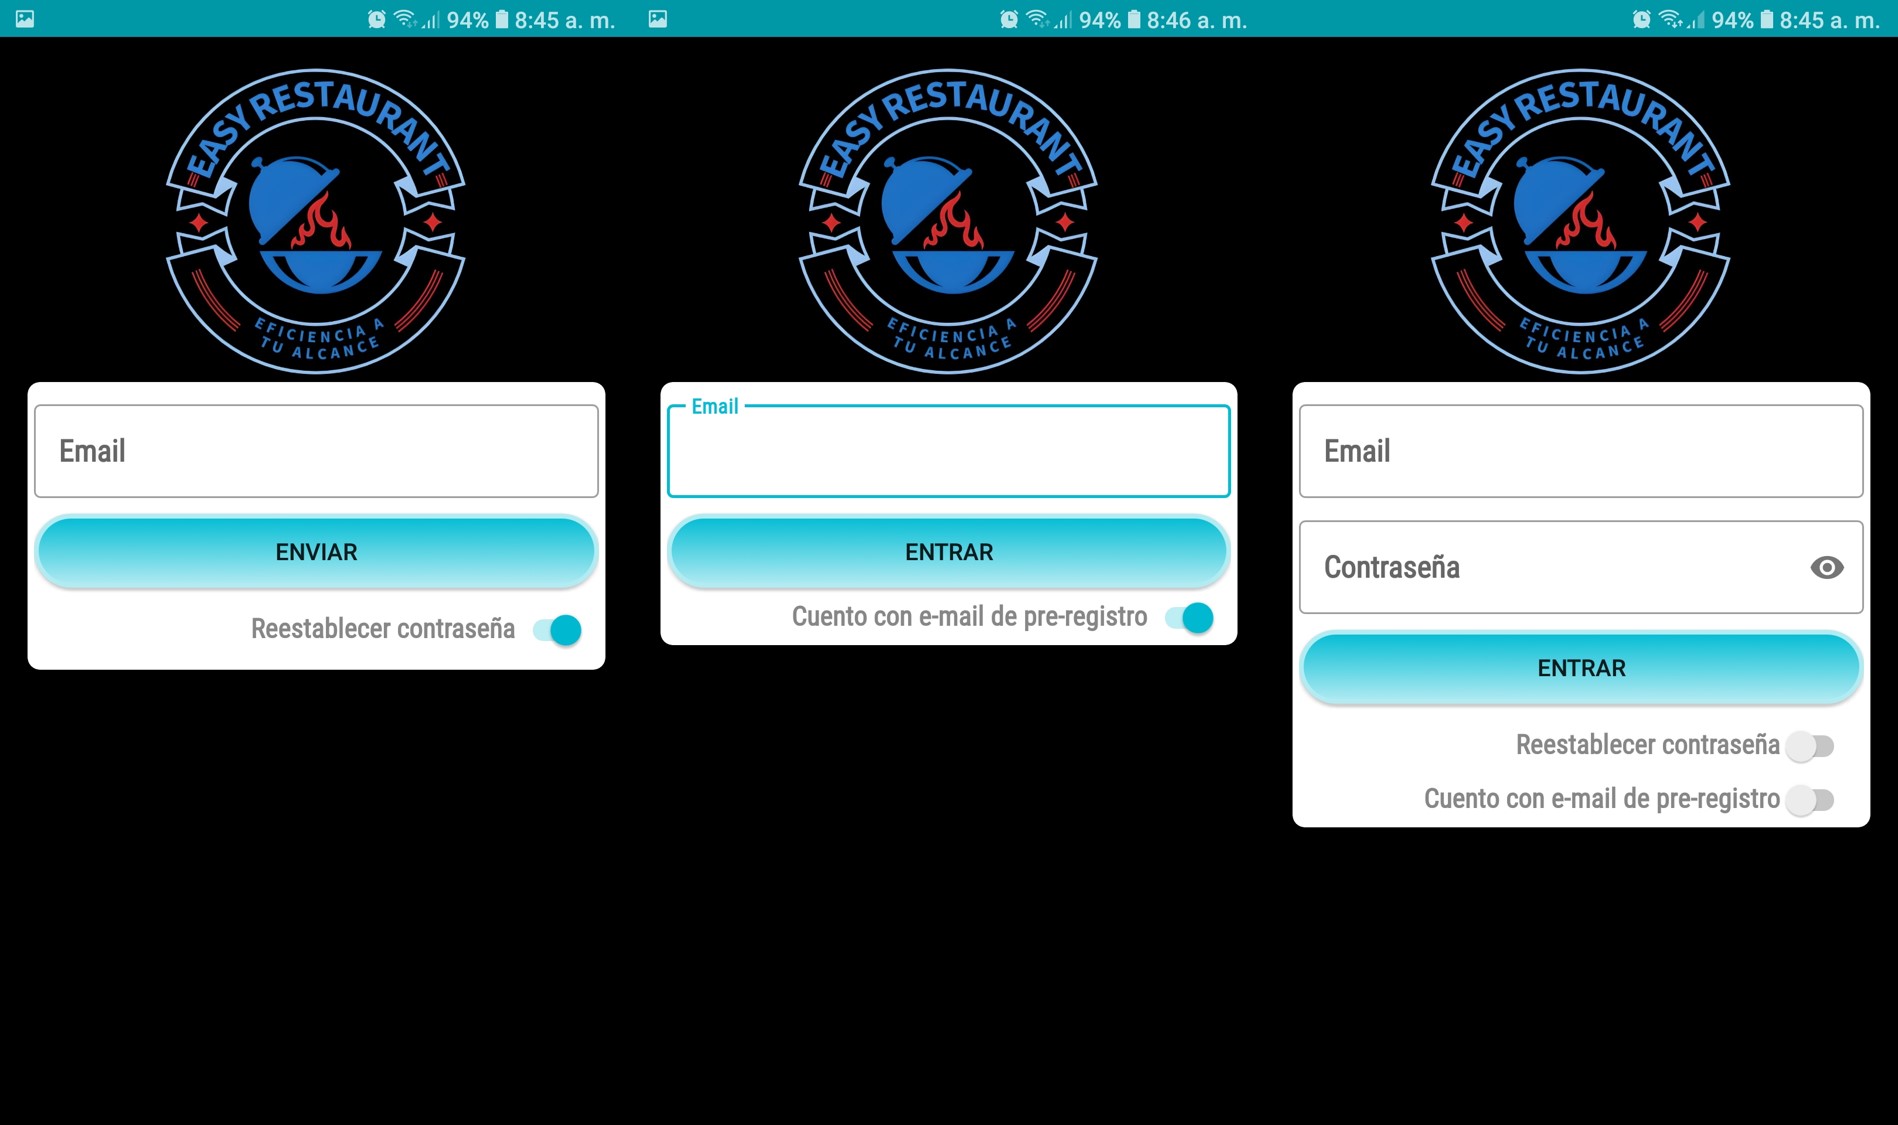 94% 8:45 a. m.
EASY RESTAURANT
EFICIENCIA A
TU ALCANCE
Email
ENVIAR
Reestablecer contraseña
94% 8:46 a. m.
EASY RESTAURANT
EFICIENCIA A
TU ALCANCE
Email
ENTRAR
Cuento con e-mail de pre-registro
94% 8:45 a. m.
EASY RESTAURANT
EFICIENCIA A
TU ALCANCE
Email
Contraseña
ENTRAR
Reestablecer contraseña
Cuento con e-mail de pre-registro